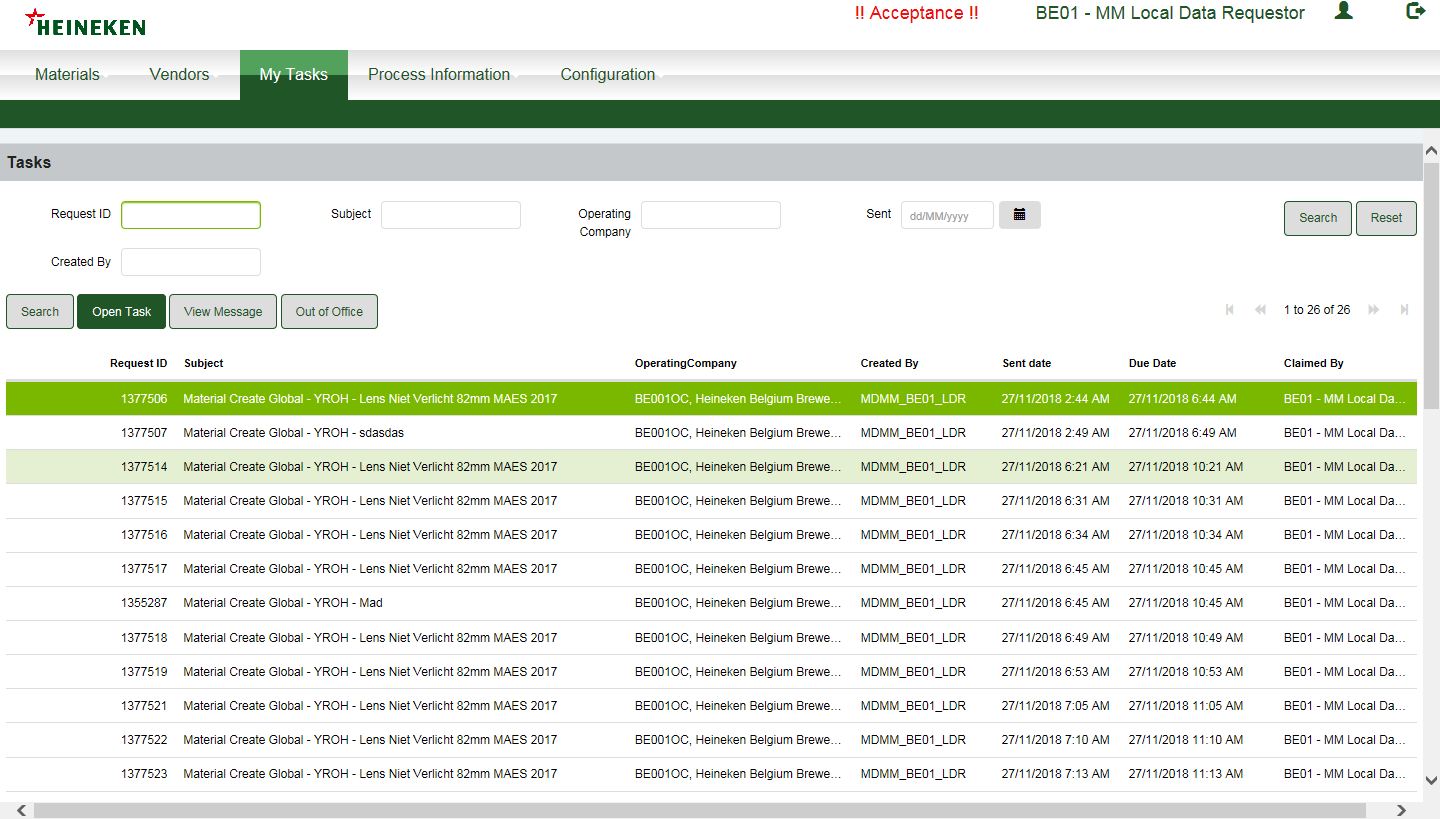 HEINEKEN
!! Acceptance !! BE01 - MM Local Data Requestor
Materials Vendors My Tasks Process Information Configuration
Tasks
Request ID Subject Operating Company Sent dd/MM/yyyy Search Reset
Created By
Search Open Task View Message Out of Office 1 to 26 of 26
Request ID Subject OperatingCompany Created By Sent date Due Date Claimed By
1377506 Material Create Global - YROH - Lens Niet Verlicht 82mm MAES 2017 BE001OC, Heineken Belgium Brewe... MDMM_BE01_LDR 27/11/2018 2:44 AM 27/11/2018 6:44 AM BE01 - MM Local Da...
1377507 Material Create Global - YROH - sdasdas BE001OC, Heineken Belgium Brewe... MDMM_BE01_LDR 27/11/2018 2:49 AM 27/11/2018 6:49 AM BE01 - MM Local Da...
1377514 Material Create Global - YROH - Lens Niet Verlicht 82mm MAES 2017 BE001OC, Heineken Belgium Brewe... MDMM_BE01_LDR 27/11/2018 6:21 AM 27/11/2018 10:21 AM BE01 - MM Local Da...
1377515 Material Create Global - YROH - Lens Niet Verlicht 82mm MAES 2017 BE001OC, Heineken Belgium Brewe... MDMM_BE01_LDR 27/11/2018 6:31 AM 27/11/2018 10:31 AM BE01 - MM Local Da...
1377516 Material Create Global - YROH - Lens Niet Verlicht 82mm MAES 2017 BE001OC, Heineken Belgium Brewe... MDMM_BE01_LDR 27/11/2018 6:34 AM 27/11/2018 10:34 AM BE01 - MM Local Da...
1377517 Material Create Global - YROH - Lens Niet Verlicht 82mm MAES 2017 BE001OC, Heineken Belgium Brewe... MDMM_BE01_LDR 27/11/2018 6:45 AM 27/11/2018 10:45 AM BE01 - MM Local Da...
1355287 Material Create Global - YROH - Mad BE001OC, Heineken Belgium Brewe... MDMM_BE01_LDR 27/11/2018 6:45 AM 27/11/2018 10:45 AM BE01 - MM Local Da...
1377518 Material Create Global - YROH - Lens Niet Verlicht 82mm MAES 2017 BE001OC, Heineken Belgium Brewe... MDMM_BE01_LDR 27/11/2018 6:49 AM 27/11/2018 10:49 AM BE01 - MM Local Da...
1377519 Material Create Global - YROH - Lens Niet Verlicht 82mm MAES 2017 BE001OC, Heineken Belgium Brewe... MDMM_BE01_LDR 27/11/2018 6:53 AM 27/11/2018 10:53 AM BE01 - MM Local Da...
1377521 Material Create Global - YROH - Lens Niet Verlicht 82mm MAES 2017 BE001OC, Heineken Belgium Brewe... MDMM_BE01_LDR 27/11/2018 7:05 AM 27/11/2018 11:05 AM BE01 - MM Local Da...
1377522 Material Create Global - YROH - Lens Niet Verlicht 82mm MAES 2017 BE001OC, Heineken Belgium Brewe... MDMM_BE01_LDR 27/11/2018 7:10 AM 27/11/2018 11:10 AM BE01 - MM Local Da...
1377523 Material Create Global - YROH - Lens Niet Verlicht 82mm MAES 2017 BE001OC, Heineken Belgium Brewe... MDMM_BE01_LDR 27/11/2018 7:13 AM 27/11/2018 11:13 AM BE01 - MM Local Da...